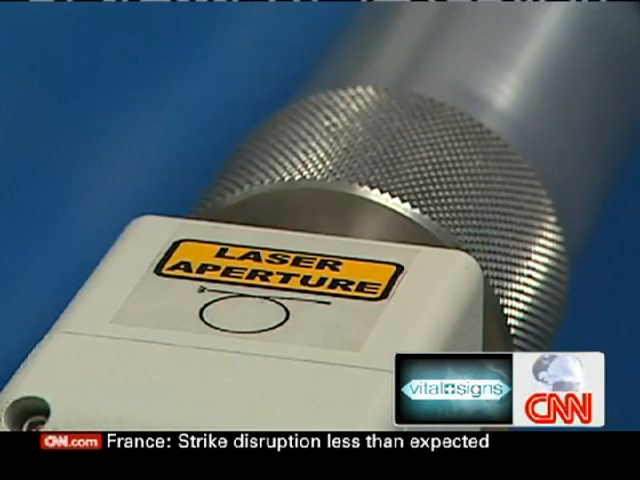 LASER
APERTURE
vital+signs
CNN
CNN.com France: Strike disruption less than expected